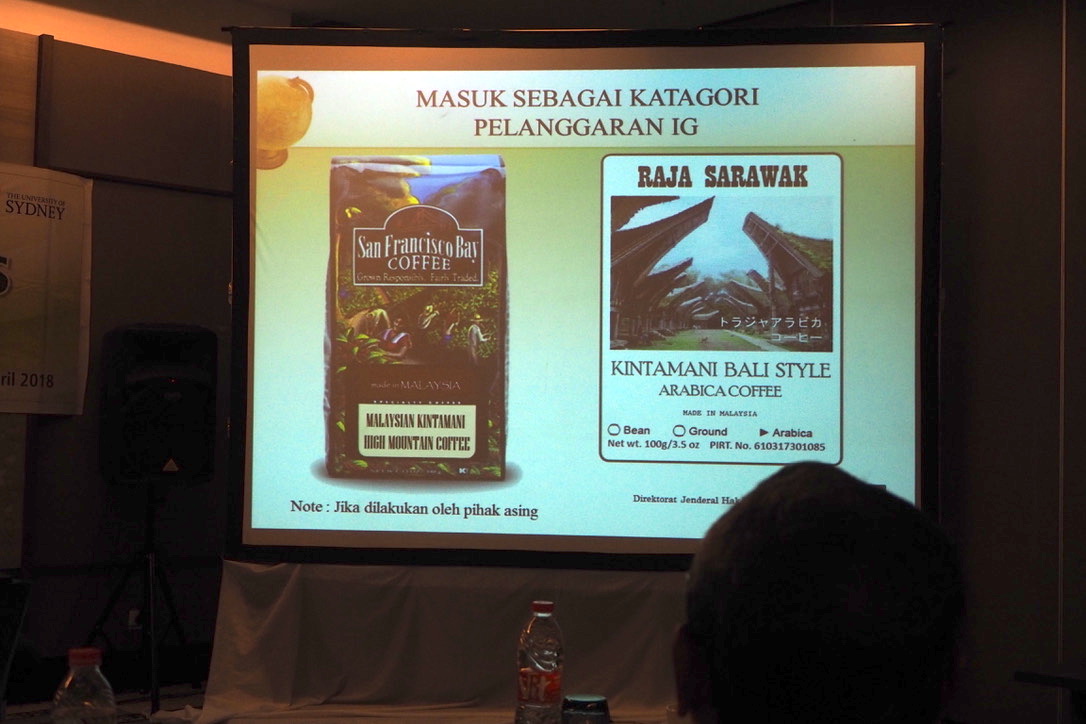 MASUK SEBAGAI KATAGORI
PELANGGARAN IG
THE UNIVERSITY OF
SYDNEY
ril 2018
San Francisco Bay
COFFEE
Grown Responsibly. Fairly Traded.
made in MALAYSIA
SPECIALTY COFFEE
MALAYSIAN KINTAMANI
HIGH MOUNTAIN COFFEE
RAJA SARAWAK
トラジャアラビカ
コーヒー
KINTAMANI BALI STYLE
ARABICA COFFEE
MADE IN MALAYSIA
Bean Ground Arabica
Net wt. 100g/3.5 oz PIRT. No. 610317301085
Note : Jika dilakukan oleh pihak asing
Direktorat Jenderal